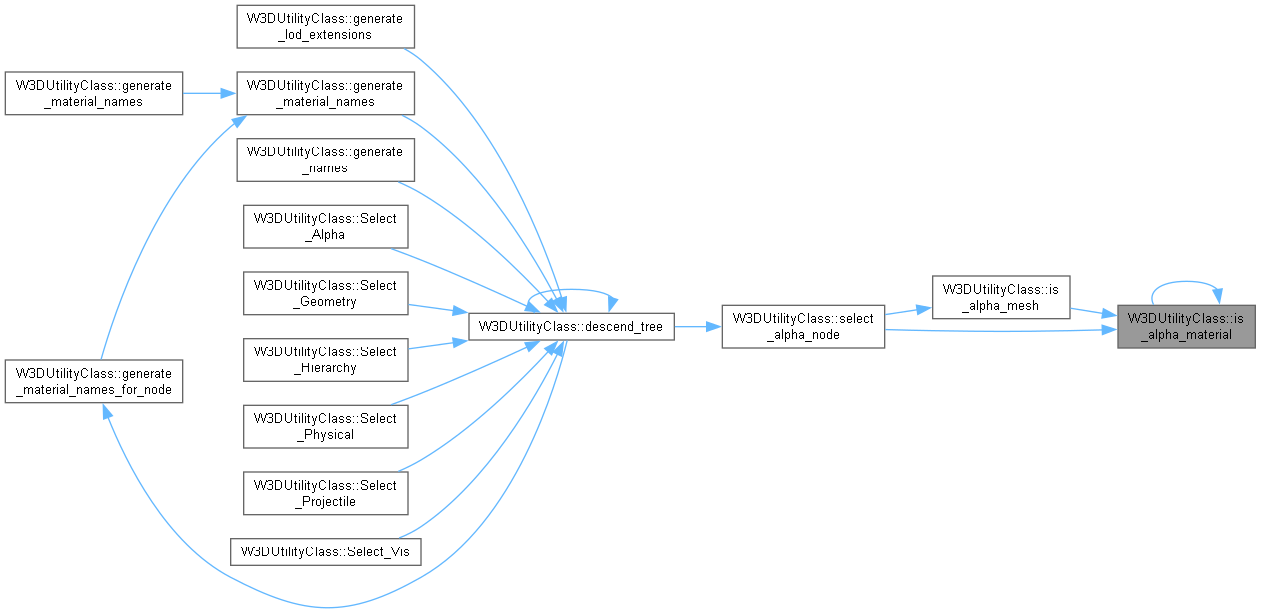 W3DUtilityClass::generate
_lod_extensions
W3DUtilityClass::generate
_material_names
W3DUtilityClass::generate
_material_names
W3DUtilityClass::generate
_names
W3DUtilityClass::Select
_Alpha
W3DUtilityClass::Select
_Geometry
W3DUtilityClass::descend_tree
W3DUtilityClass::select
_alpha_node
W3DUtilityClass::is
_alpha_mesh
W3DUtilityClass::is
_alpha_material
W3DUtilityClass::Select
_Hierarchy
W3DUtilityClass::generate
_material_names_for_node
W3DUtilityClass::Select
_Physical
W3DUtilityClass::Select
_Projectile
W3DUtilityClass::Select_Vis